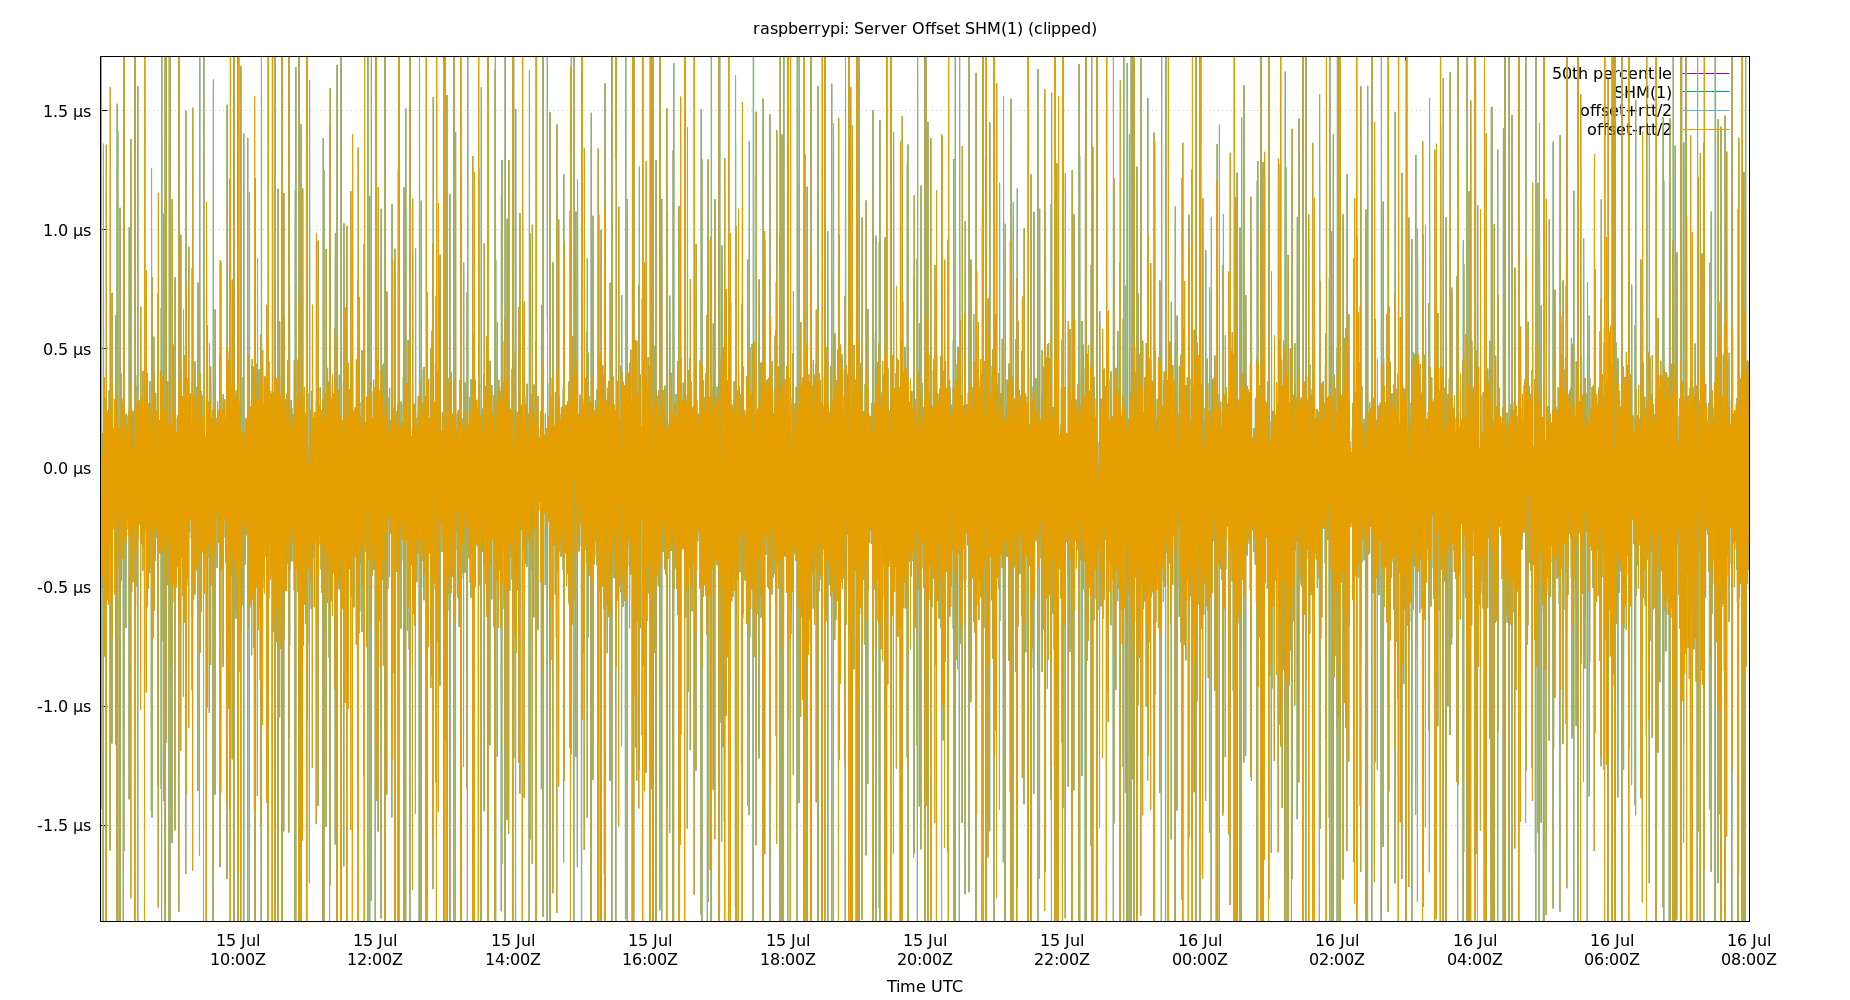 raspberrypi: Server Offset SHM(1) (clipped)
50th percentile
SHM(1)
offset+rtt/2
offset-rtt/2
1.5 µs
1.0 µs
0.5 µs
0.0 µs
-0.5 µs
-1.0 µs
-1.5 µs
15 Jul 15 Jul 15 Jul 15 Jul 15 Jul 15 Jul 15 Jul 16 Jul 16 Jul 16 Jul 16 Jul 16 Jul
10:00Z 12:00Z 14:00Z 16:00Z 18:00Z 20:00Z 22:00Z 00:00Z 02:00Z 04:00Z 06:00Z 08:00Z
Time UTC